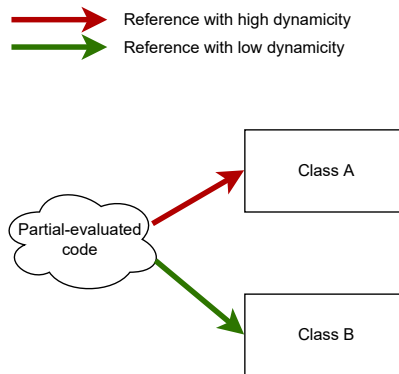 Reference with high dynamicity
Reference with low dynamicity
Class A
Partial-evaluated
code
Class B